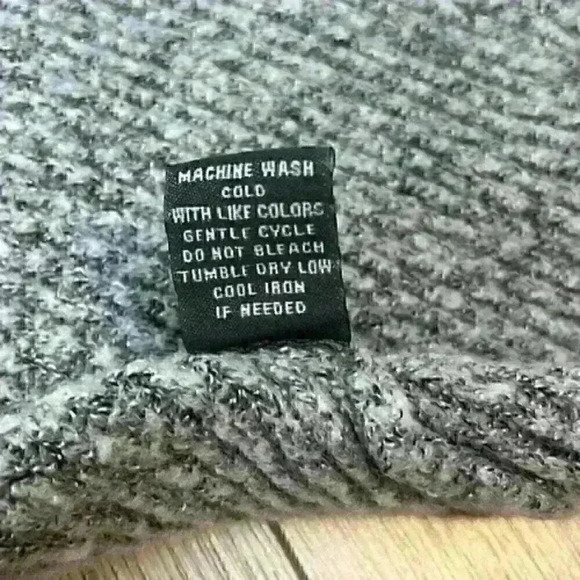 MACHINE WASH
COLD
WITH LIKE COLORS
GENTLE CYCLE
DO NOT BLEACH
TUMBLE DRY LOW
COOL IRON
IF NEEDED